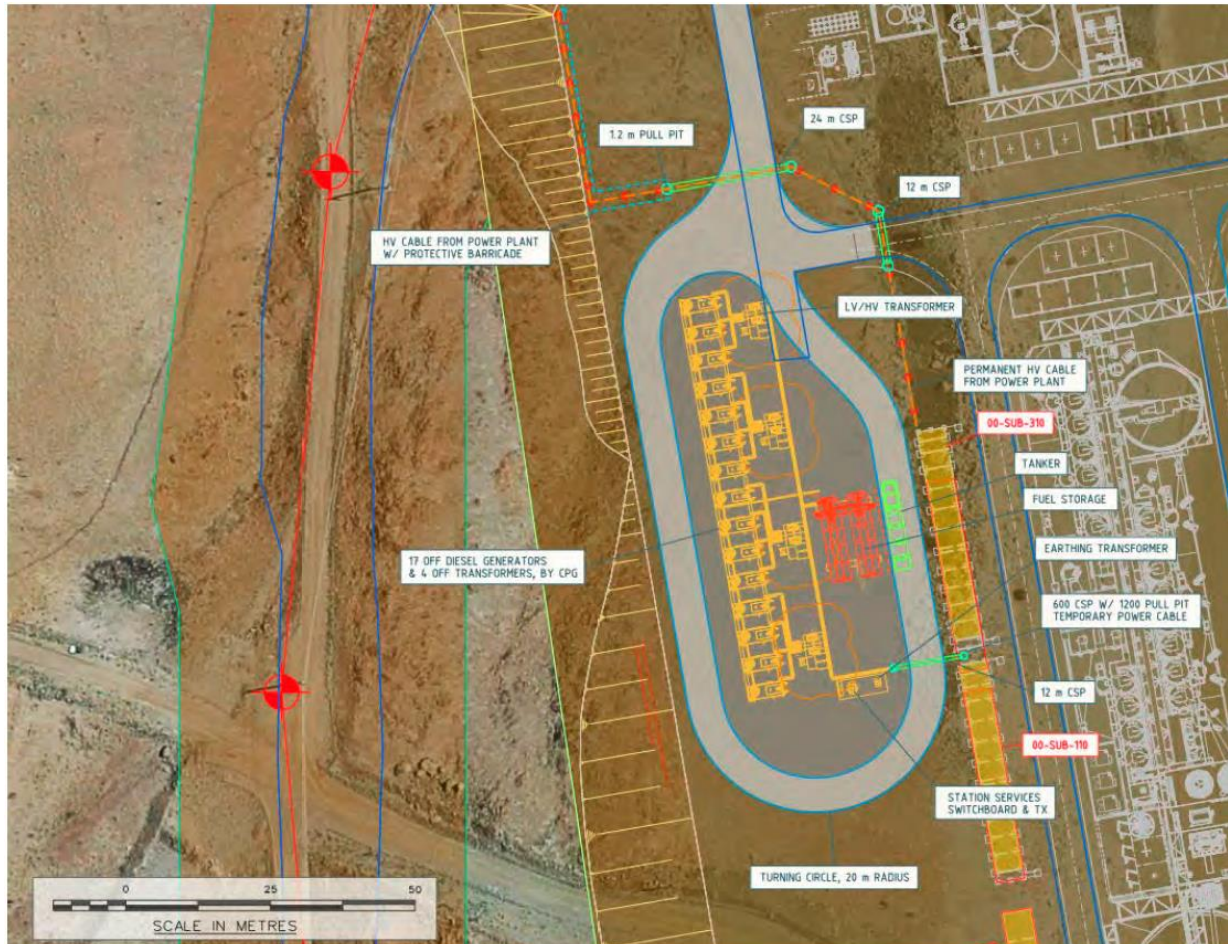 24 m CSP
1.2 m PULL PIT
12 m CSP
HV CABLE FROM POWER PLANT
W/ PROTECTIVE BARRICADE
LV/HV TRANSFORMER
PERMANENT HV CABLE
FROM POWER PLANT
00-SUB-310
TANKER
FUEL STORAGE
EARTHING TRANSFORMER
17 OFF DIESEL GENERATORS
& 4 OFF TRANSFORMERS, BY CPG
600 CSP W/ 1200 PULL PIT
TEMPORARY POWER CABLE
12 m CSP
00-SUB-110
STATION SERVICES
SWITCHBOARD & TX
TURNING CIRCLE, 20 m RADIUS
0 25 50
SCALE IN METRES